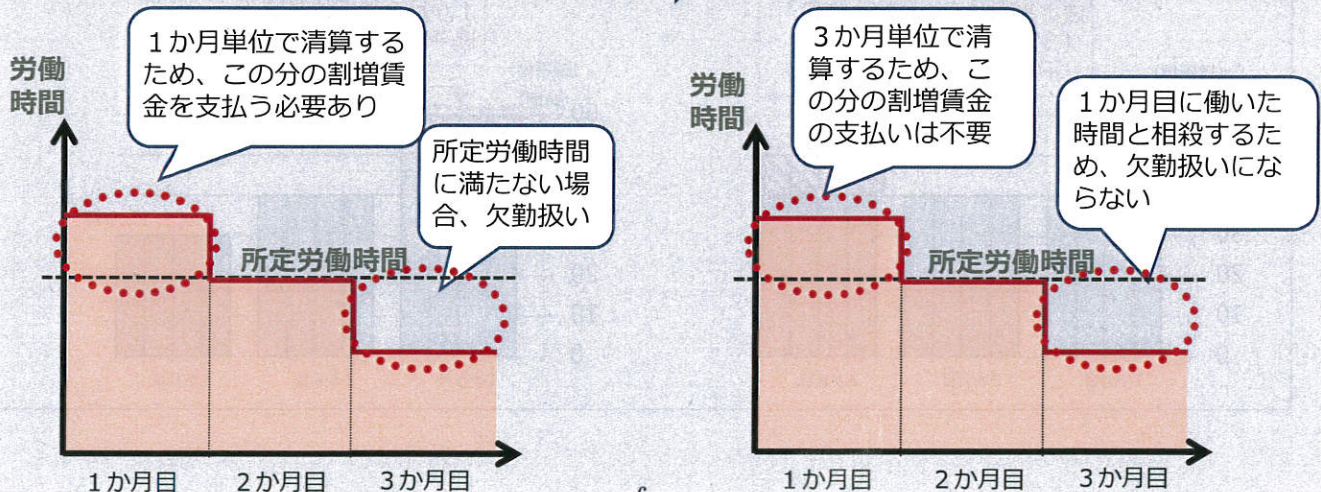 １か月単位で清算する
ため、この分の割増賃
金を支払う必要あり
労働
時間
所定労働時間
に満たない場
合、欠勤扱い
所定労働時間
１か月目
２か月目
３か月目
３か月単位で清
算するため、こ
の分の割増賃金
の支払いは不要
労働
時間
１か月目に働いた
時間と相殺するた
め、欠勤扱いにな
らない
所定労働時間
１か月目
２か月目
３か月目